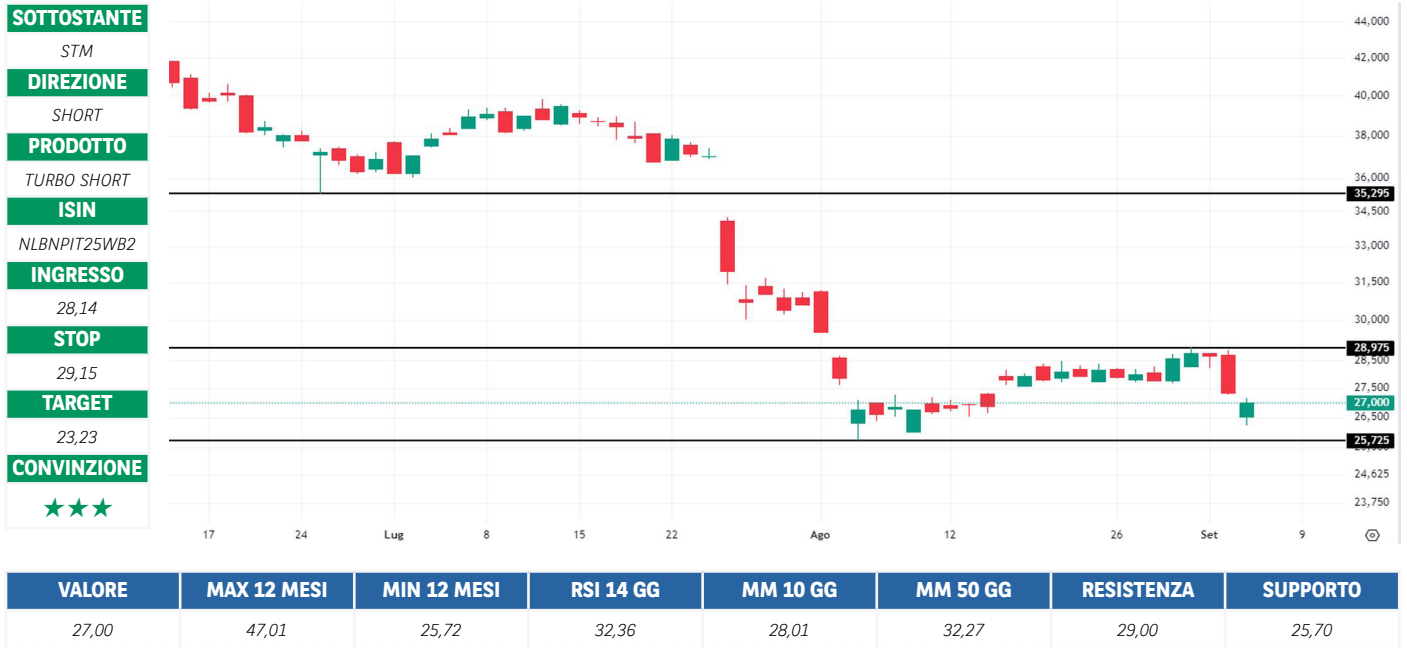 SOTTOSTANTE
STM
DIREZIONE
SHORT
PRODOTTO
TURBO SHORT
ISIN
NLBNPIT25WB2
INGRESSO
28,14
STOP
29,15
TARGET
23,23
CONVINZIONE
★★★
44,000
42,000
40,000
38,000
36,000
35,295
34,500
33,000
31,500
30,000
28,975
28,500
27,500
27,000
26,500
25,725
24,625
23,750
17
24
Lug
8
15
22
Ago
12
26
Set
9
VALORE MAX 12 MESI MIN 12 MESI RSI 14 GG MM 10 GG MM 50 GG RESISTENZA SUPPORTO
27,00 47,01 25,72 32,36 28,01 32,27 29,00 25,70